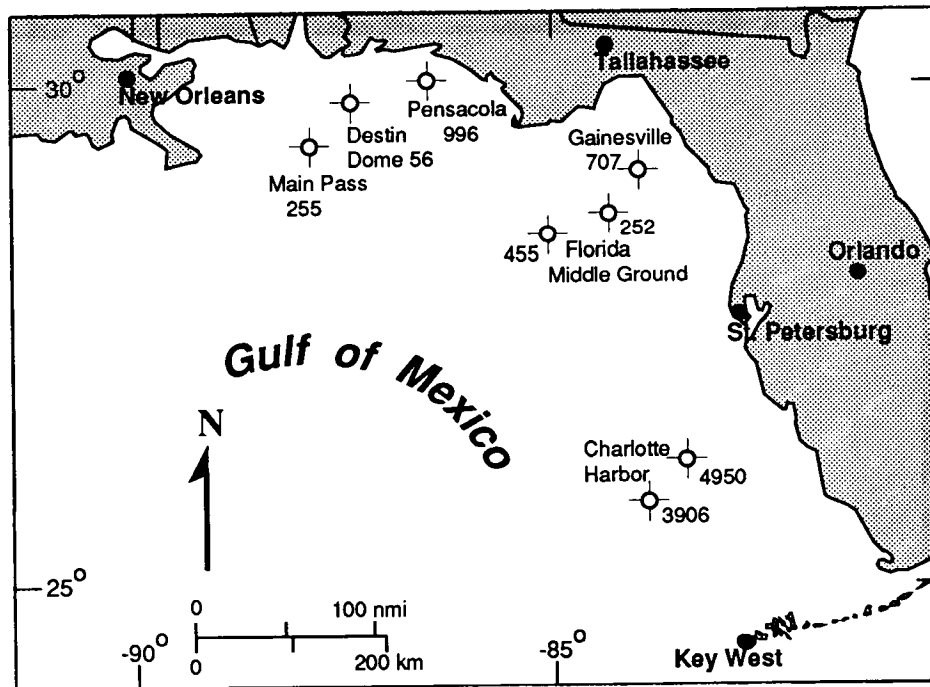 Tallahassee
30°
New Orleans
Pensacola
996
Destin
Dome 56
Gainesville
707
Main Pass
255
252
455
Florida
Middle Ground
Orlando
St. Petersburg
Gulf of Mexico
N
Charlotte
Harbor
4950
3906
25°
0 100 nmi
0 200 km
-90°
-85°
Key West